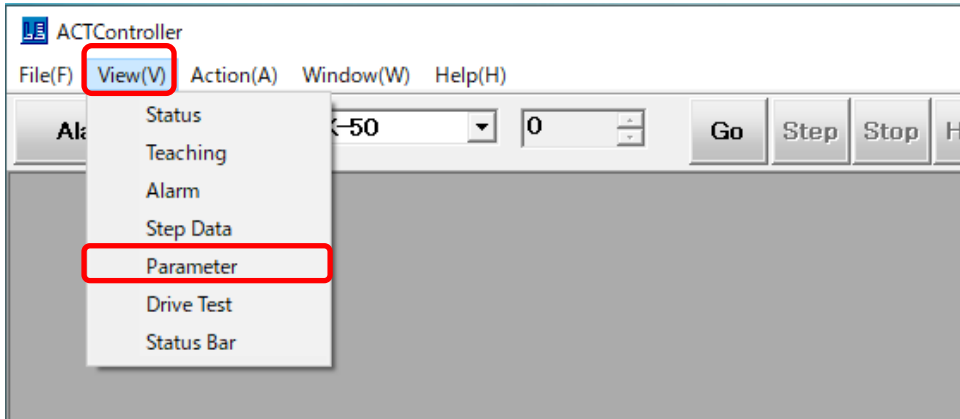 ACTController
File(F) View(V) Action(A) Window(W) Help(H)
-50 0 Go Step Stop
Status
Teaching
Alarm
Step Data
Parameter
Drive Test
Status Bar